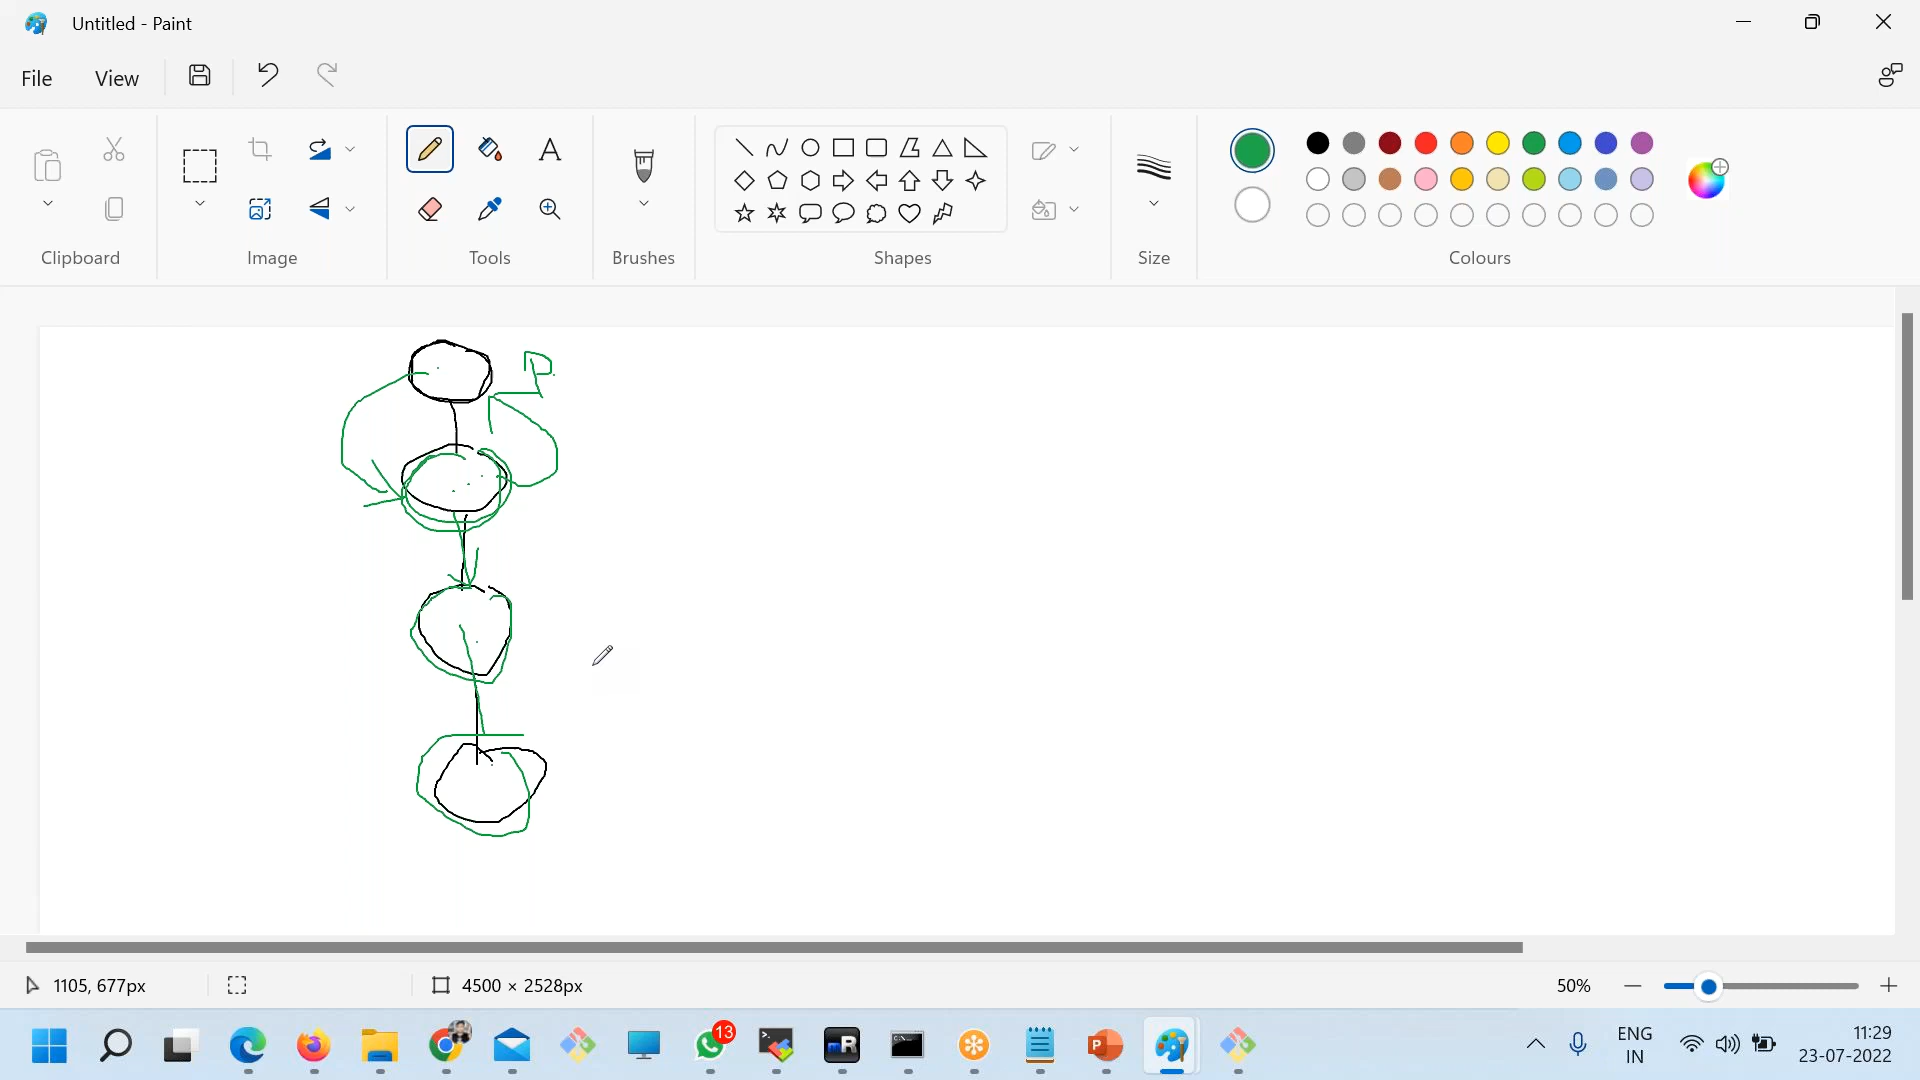 Untitled - Paint
File View
Clipboard
Image
Tools
Brushes
Shapes
Size
Colours
P
1105, 677px
4500 × 2528px
50%
13
ENG
IN
11:29
23-07-2022